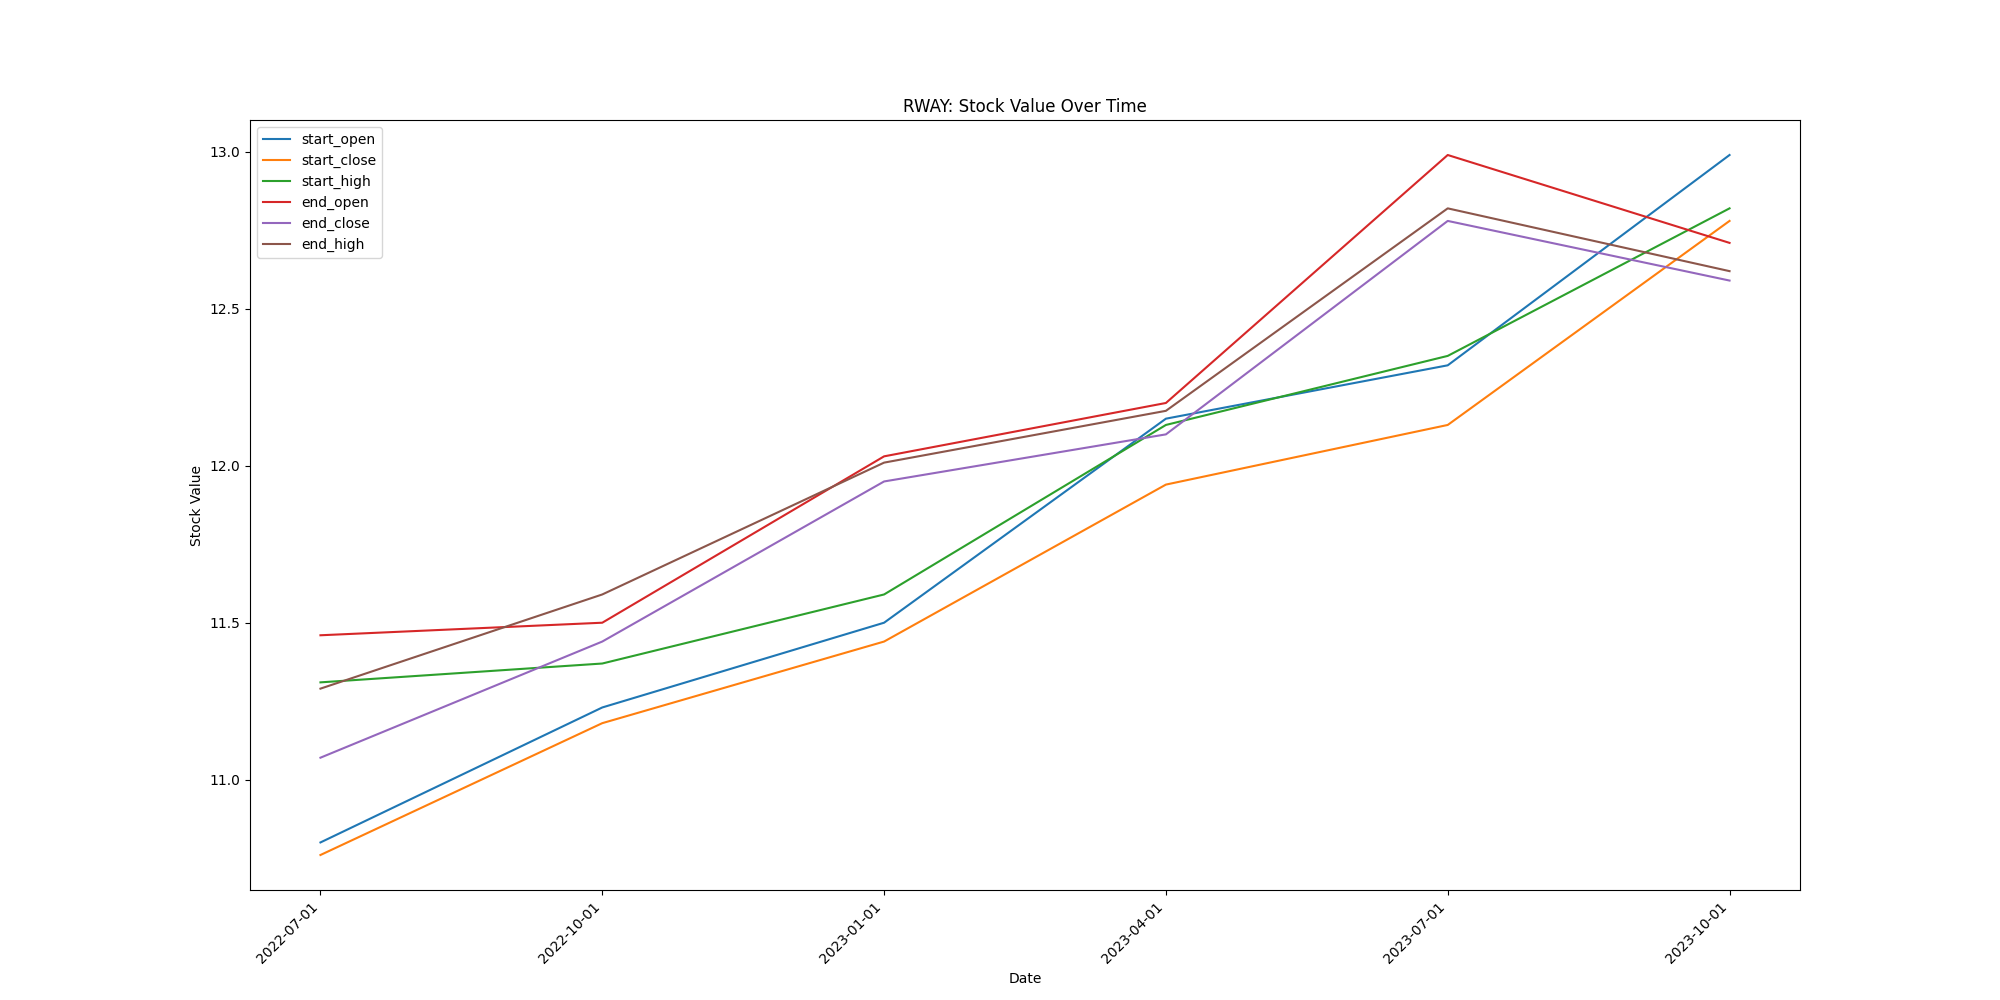 RWAY: Stock Value Over Time
start_open
start_close
start_high
end_open
end_close
end_high
13.0
12.5
12.0
11.5
11.0
Stock Value
2022-07-01
2022-10-01
2023-01-01
2023-04-01
2023-07-01
2023-10-01
Date